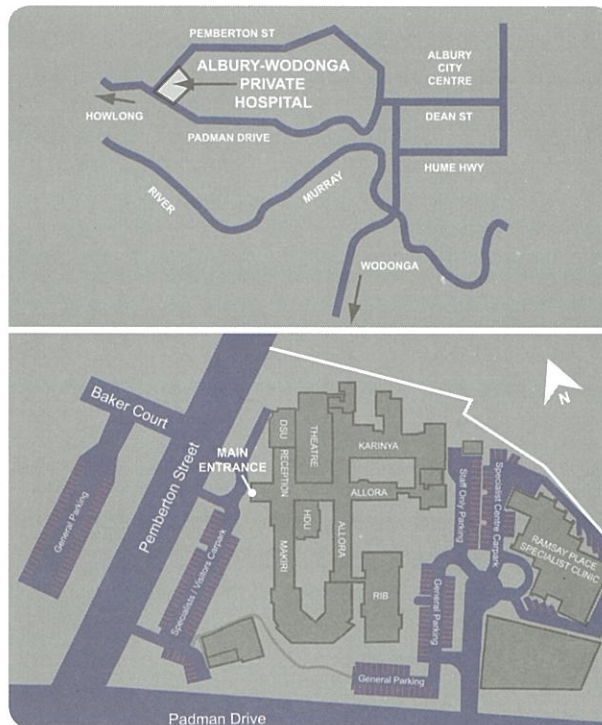 PEMBERTON ST
ALBURY-WODONGA
PRIVATE
HOSPITAL
ALBURY
CITY
CENTRE
HOWLONG
DEAN ST
PADMAN DRIVE
HUME HWY
RIVER
MURRAY
WODONGA
N
Baker Court
Pemberton Street
General Parking
MAIN
ENTRANCE
DSU
RECEPTION
THEATRE
KARINYA
ALLORA
HDU
ALLORA
MAKIRI
RIB
Specialists / Visitors Carpark
Staff Only Parking
Specialist Centre Carpark
RAMSAY PLACE
SPECIALIST CLINIC
General Parking
General Parking
Padman Drive